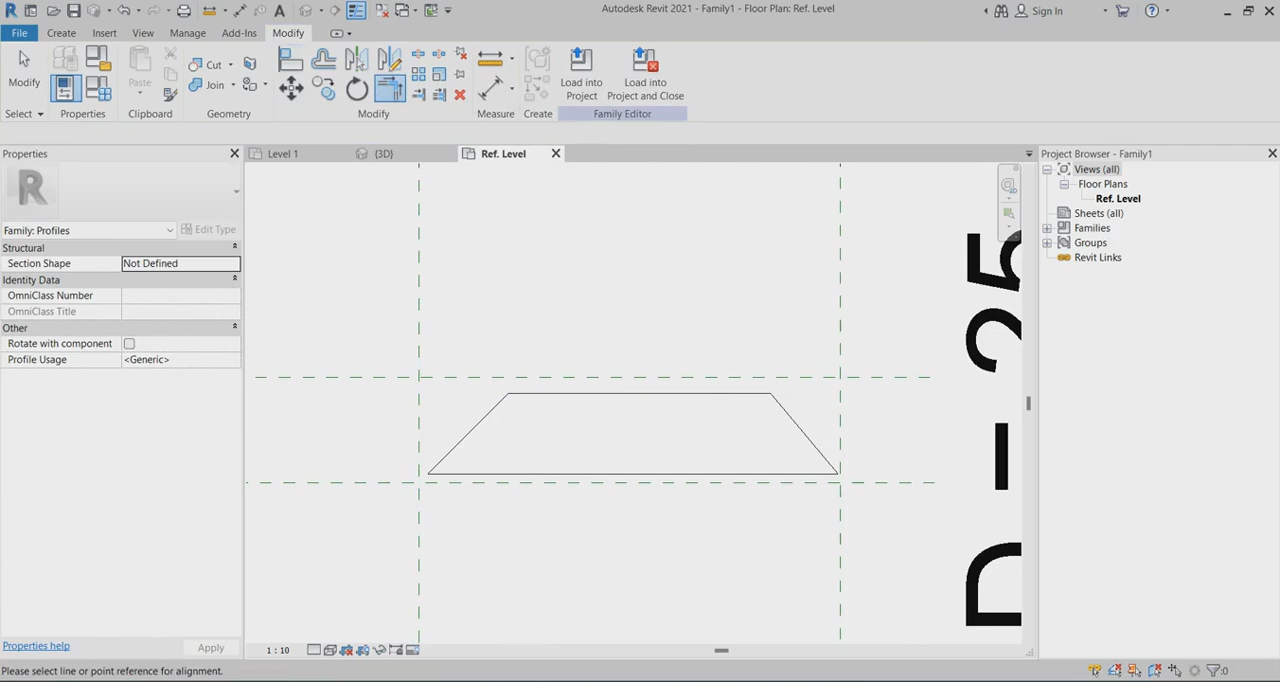 Autodesk Revit 2021 - Family1 - Floor Plan: Ref. Level
Sign In
File Create Insert View Manage Add-Ins Modify
Modify
Paste
Cut
Join
Load into Project
Load into Project and Close
Select Properties Clipboard Geometry Modify Measure Create Family Editor
Properties
Level 1
{3D}
Ref. Level
Project Browser - Family1
Family: Profiles
Edit Type
Structural
Section Shape Not Defined
Identity Data
OmniClass Number
OmniClass Title
Other
Rotate with component
Profile Usage <Generic>
Views (all)
Floor Plans
Ref. Level
Sheets (all)
Families
Groups
Revit Links
D - 25
Properties help
Apply
1 : 10
Please select line or point reference for alignment.
:0